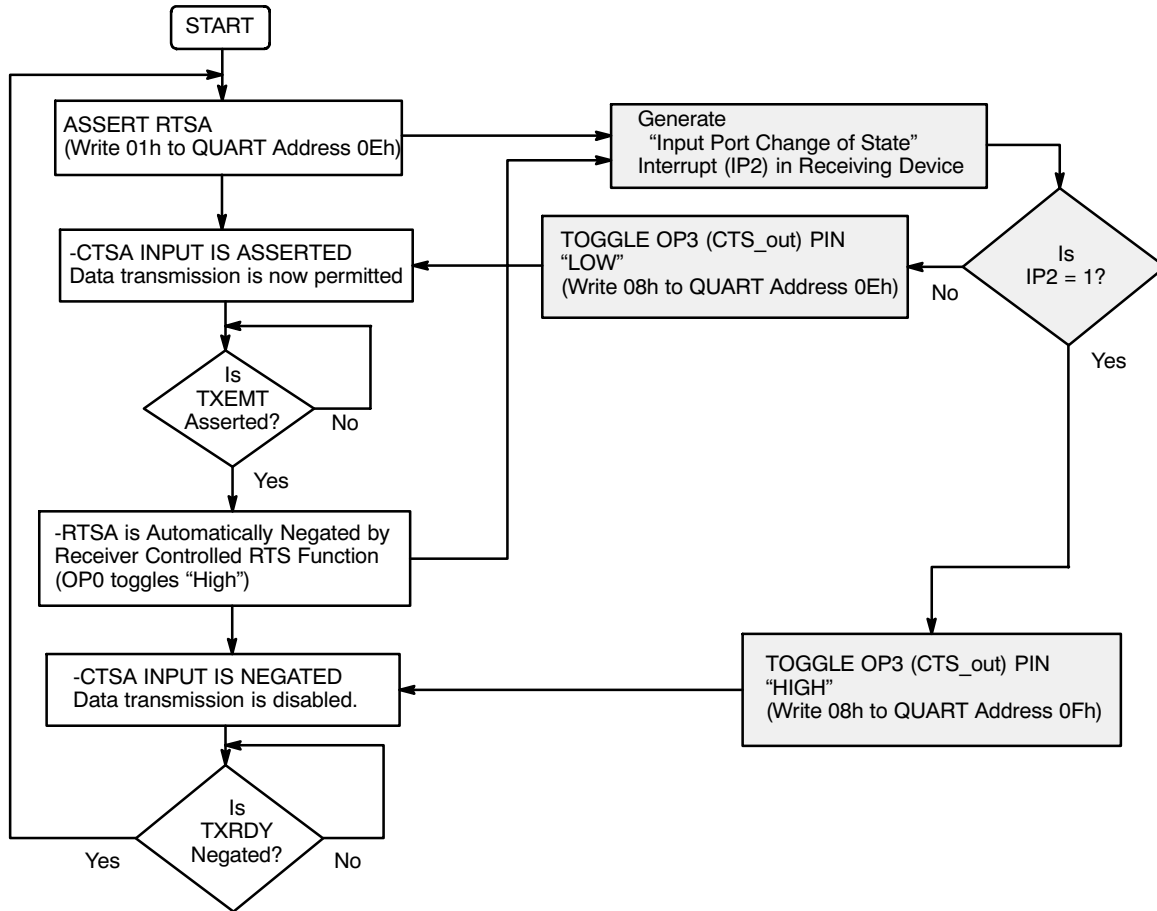 START
ASSERT RTSA
(Write 01h to QUART Address 0Eh)
Generate
“Input Port Change of State”
Interrupt (IP2) in Receiving Device
-CTSA INPUT IS ASSERTED
Data transmission is now permitted
TOGGLE OP3 (CTS_out) PIN
“LOW”
(Write 08h to QUART Address 0Eh)
No
Is
IP2 = 1?
Yes
Is
TXEMT
Asserted?
No
Yes
-RTSA is Automatically Negated by
Receiver Controlled RTS Function
(OP0 toggles “High”)
-CTSA INPUT IS NEGATED
Data transmission is disabled.
TOGGLE OP3 (CTS_out) PIN
“HIGH”
(Write 08h to QUART Address 0Fh)
Is
TXRDY
Negated?
Yes
No